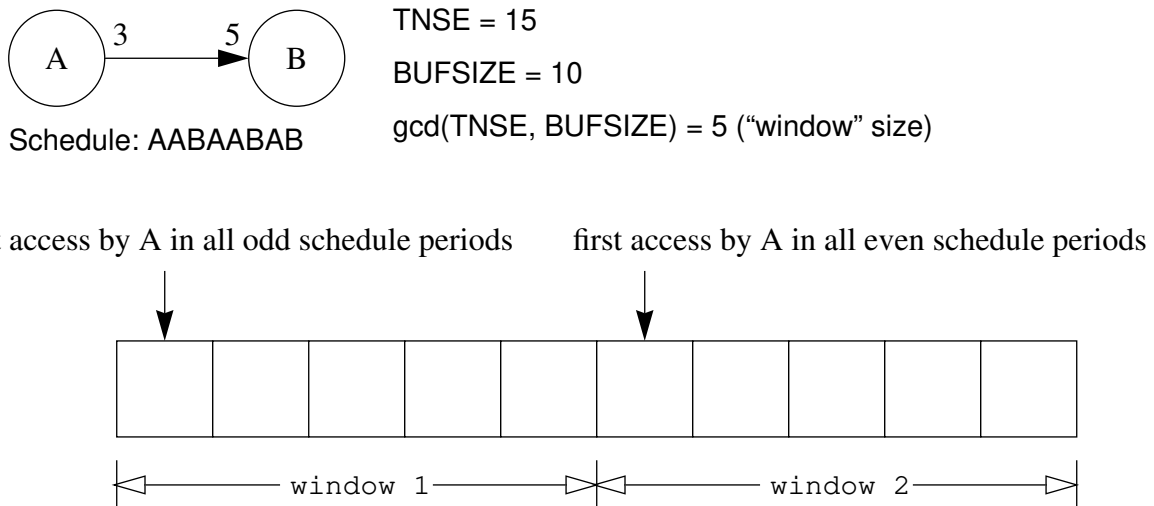 A
3
5
B
TNSE = 15
BUFSIZE = 10
Schedule: AABAABAB
gcd(TNSE, BUFSIZE) = 5 (“window” size)
access by A in all odd schedule periods
first access by A in all even schedule periods
window 1
window 2